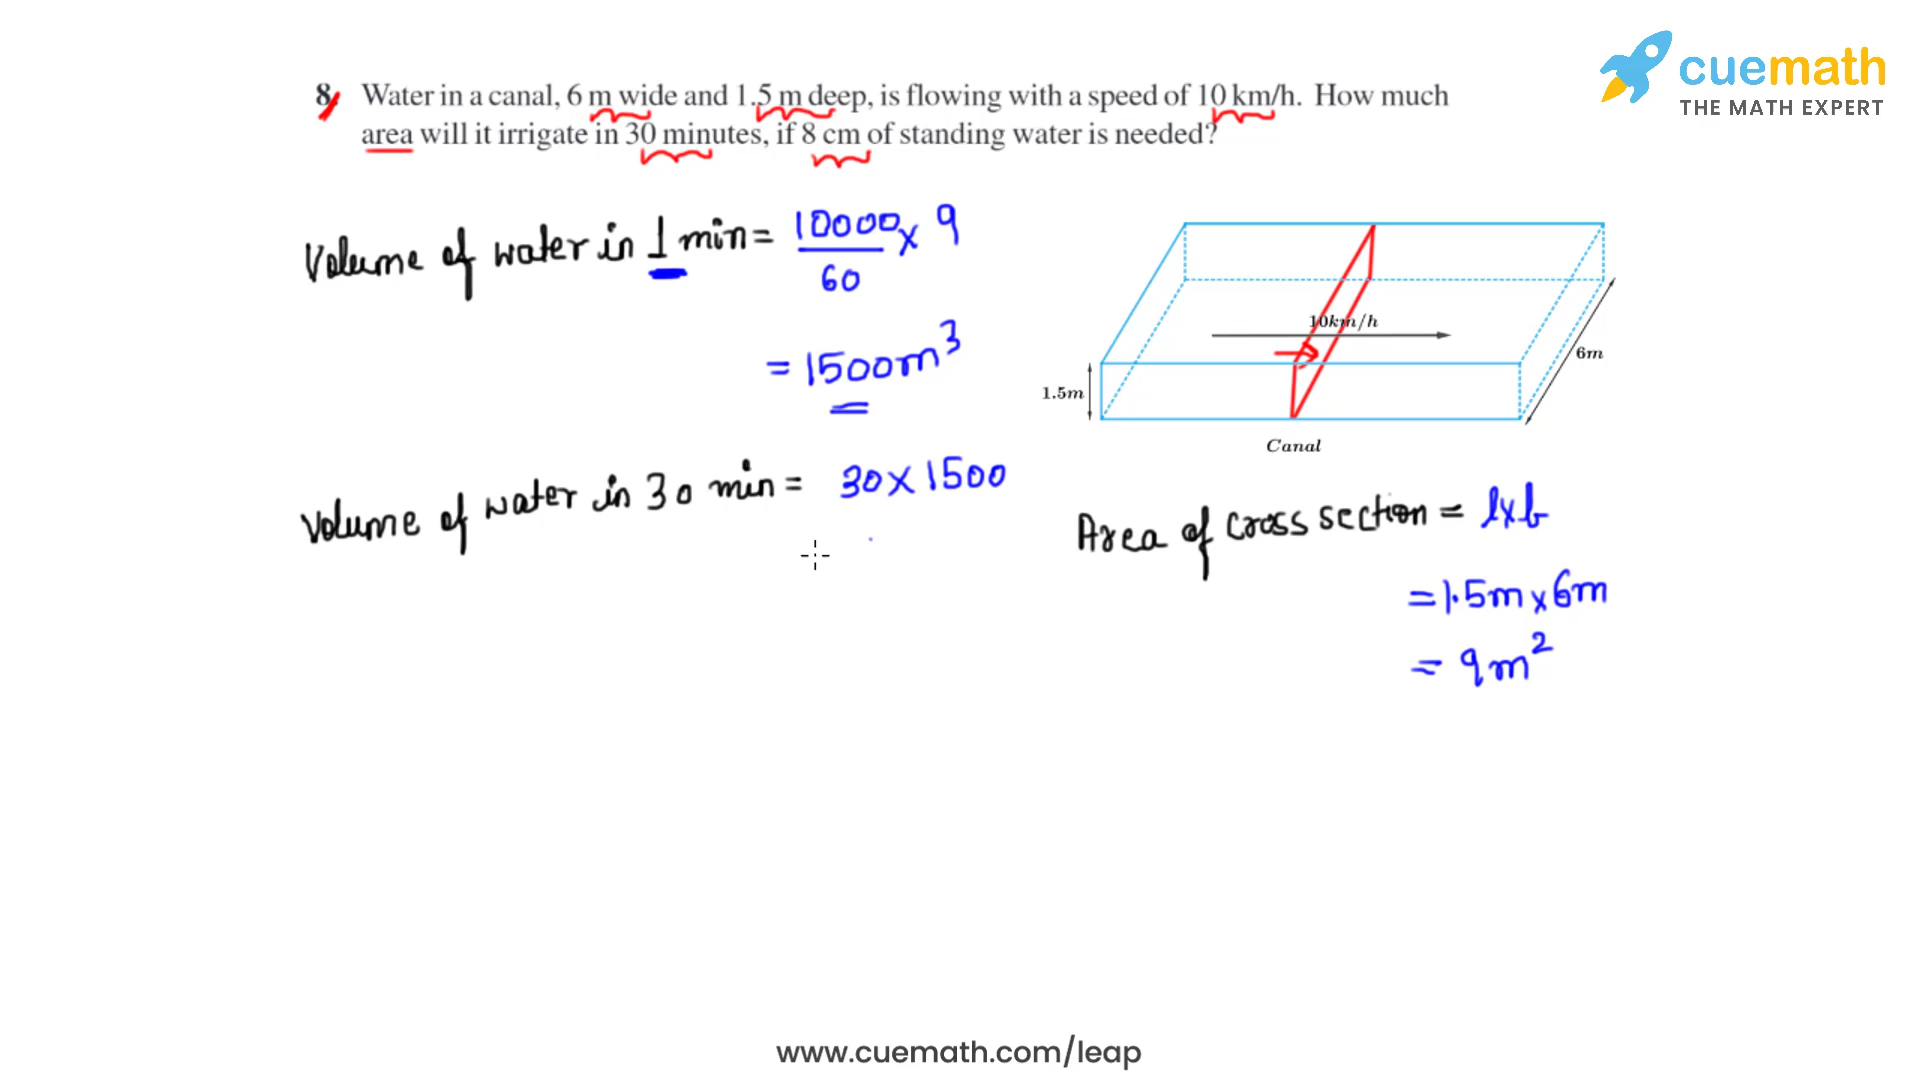 cuemath
THE MATH EXPERT
8. Water in a canal, 6 m wide and 1.5 m deep, is flowing with a speed of 10 km/h. How much
area will it irrigate in 30 minutes, if 8 cm of standing water is needed?
Volume of water in 1 min = 10000/60 x 9
= 1500m³
Volume of water in 30 min = 30 x 1500
10km/h
6m
1.5m
Canal
Area of cross section = l x b
= 1.5m x 6m
= 9m²
www.cuemath.com/leap